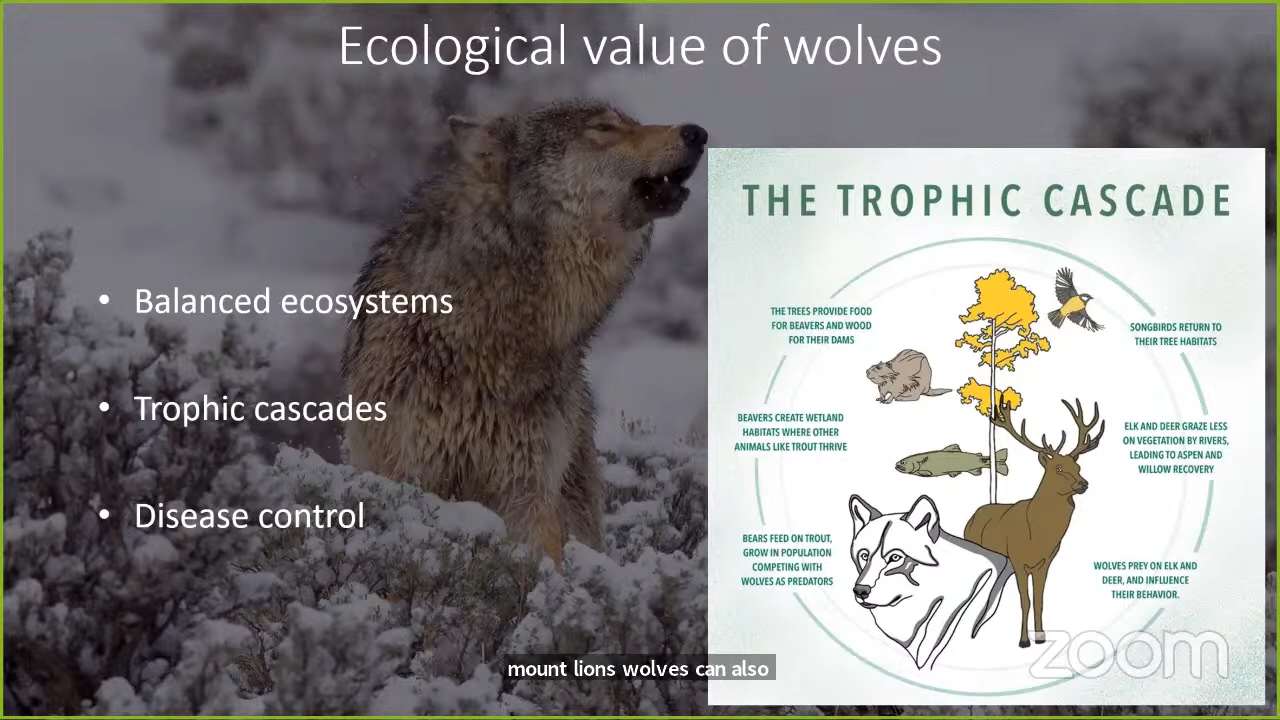 Ecological value of wolves
• Balanced ecosystems
• Trophic cascades
• Disease control
THE TROPHIC CASCADE
THE TREES PROVIDE FOOD
FOR BEAVERS AND WOOD
FOR THEIR DAMS
SONGBIRDS RETURN TO
THEIR TREE HABITATS
BEAVERS CREATE WETLAND
HABITATS WHERE OTHER
ANIMALS LIKE TROUT THRIVE
ELK AND DEER GRAZE LESS
ON VEGETATION BY RIVERS,
LEADING TO ASPEN AND
WILLOW RECOVERY
BEARS FEED ON TROUT,
GROW IN POPULATION
COMPETING WITH
WOLVES AS PREDATORS
WOLVES PREY ON ELK AND
DEER, AND INFLUENCE
THEIR BEHAVIOR.
zoom
mount lions wolves can also